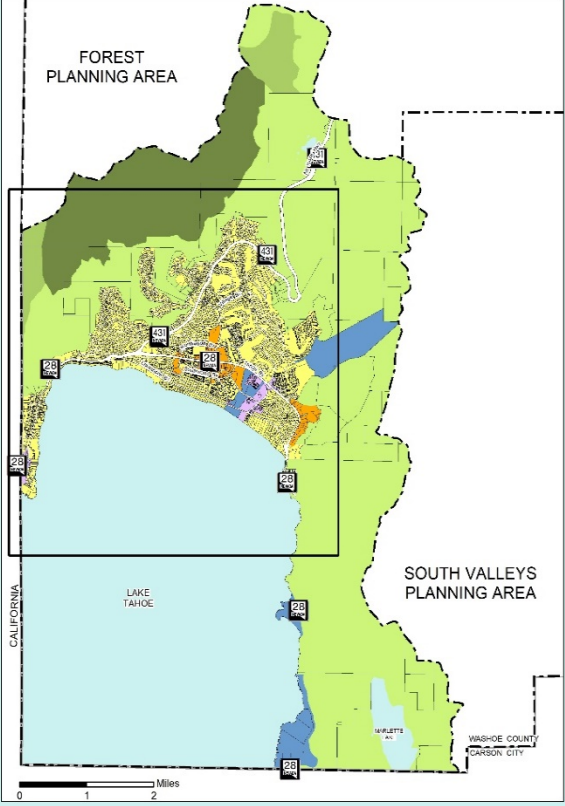 FOREST
PLANNING AREA
431
431
431
28
28
28
28
LAKE
TAHOE
SOUTH VALLEYS
PLANNING AREA
CALIFORNIA
28
MARLETTE
WASHOE COUNTY
CARSON CITY
28
Miles
0 1 2